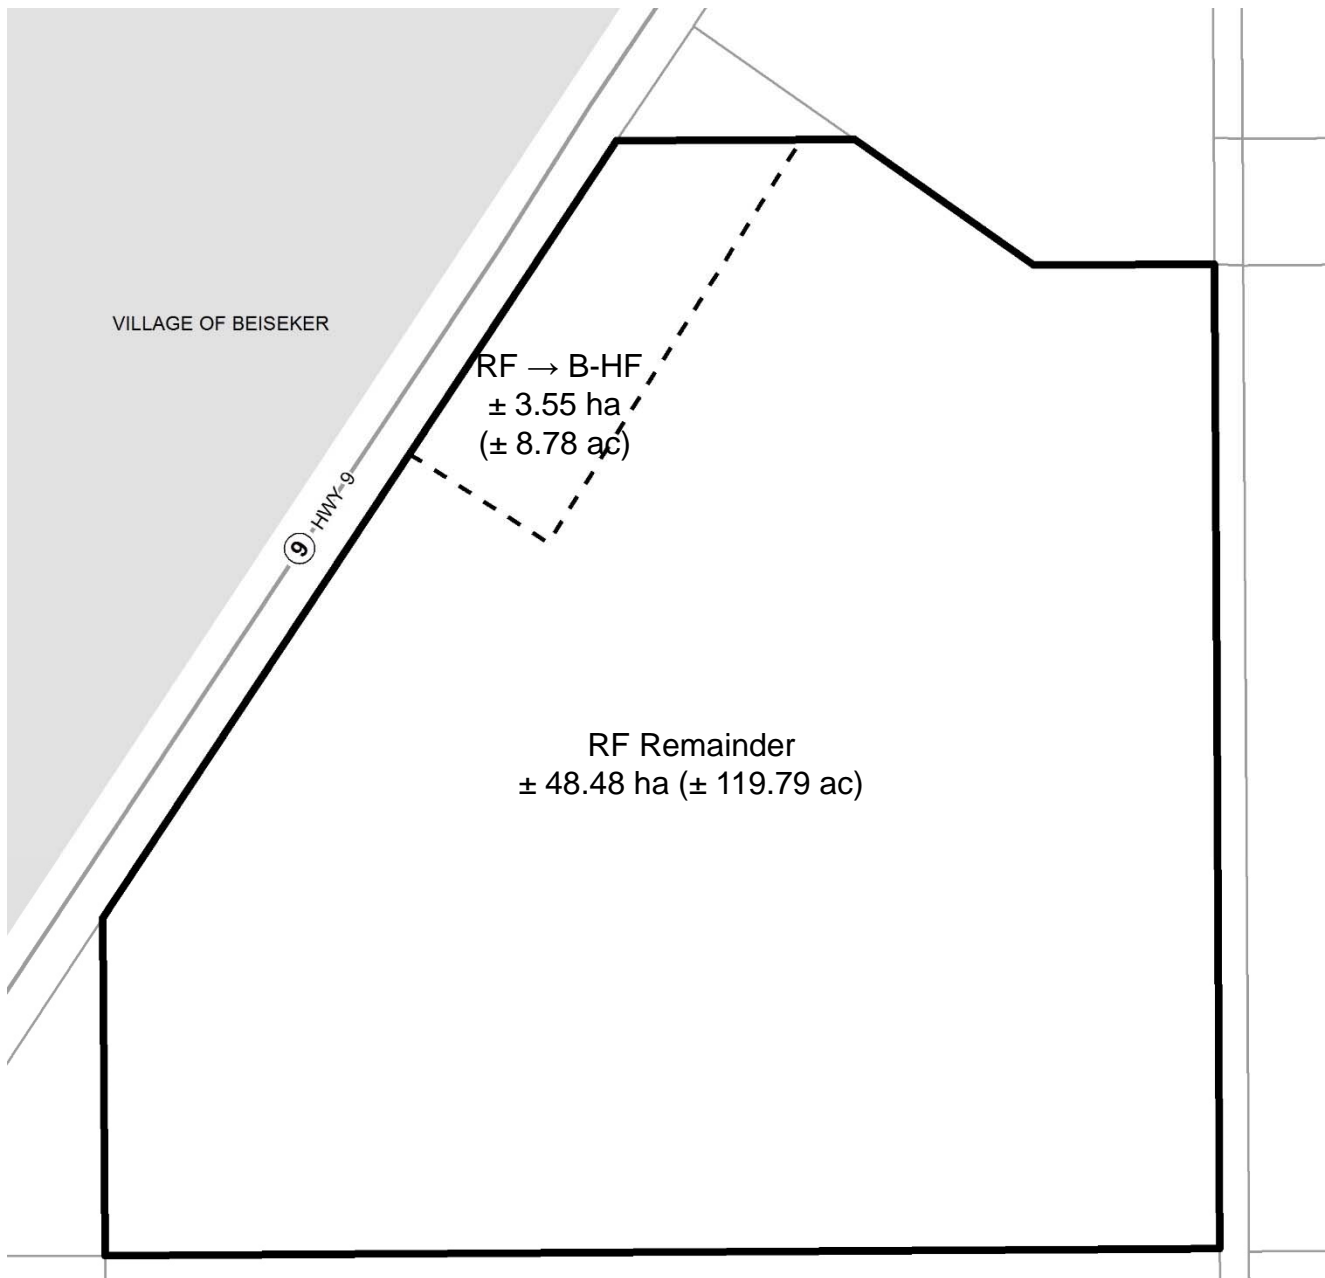 VILLAGE OF BEISEKER
RF → B-HF
± 3.55 ha
(± 8.78 ac)
9 HWY 9
RF Remainder
± 48.48 ha (± 119.79 ac)